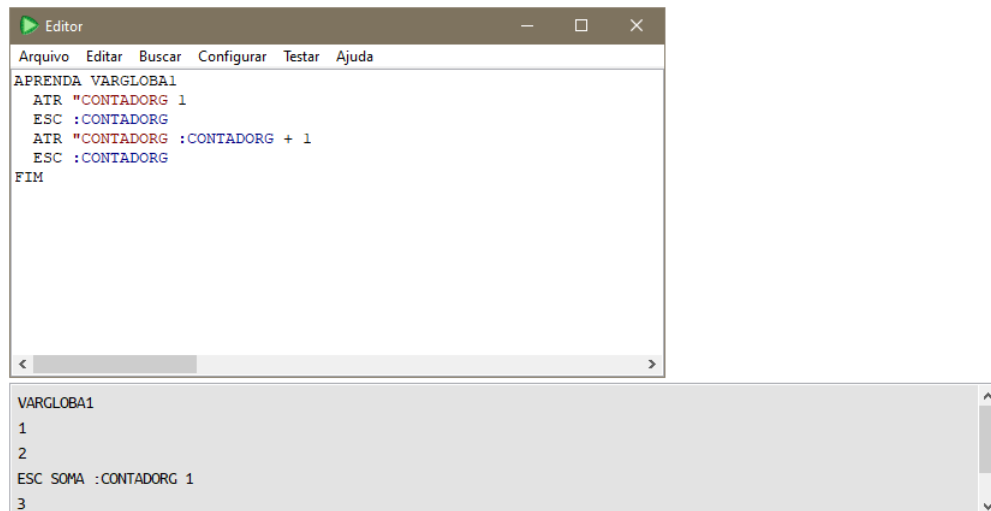 Editor
Arquivo Editar Buscar Configurar Testar Ajuda
APRENDA VARGLOBA1
ATR "CONTADORG 1
ESC :CONTADORG
ATR "CONTADORG :CONTADORG + 1
ESC :CONTADORG
FIM
VARGLOBA1
1
2
ESC SOMA :CONTADORG 1
3